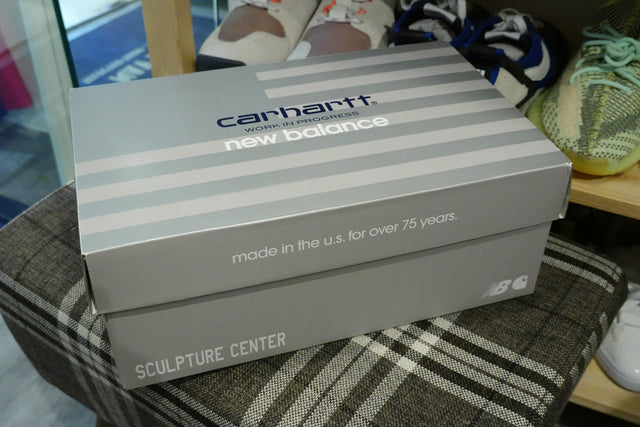 carhartt®
WORK IN PROGRESS
new balance
made in the u.s. for over 75 years.
SCULPTURE CENTER